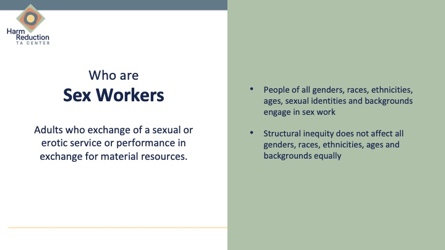 Harm
Reduction
TA CENTER
Who are
Sex Workers
Adults who exchange of a sexual or
erotic service or performance in
exchange for material resources.
• People of all genders, races, ethnicities,
ages, sexual identities and backgrounds
engage in sex work
• Structural inequity does not affect all
genders, races, ethnicities, ages and
backgrounds equally